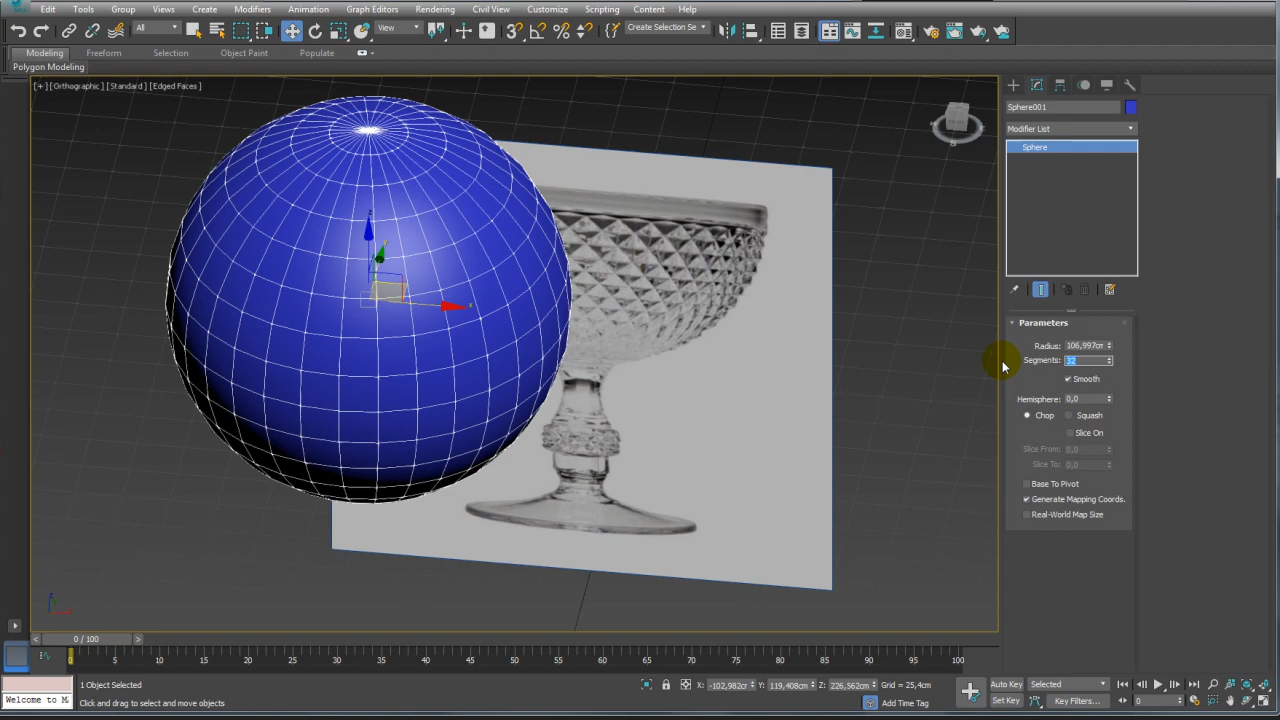 Edit Tools Group Views Create Modifiers Animation Graph Editors Rendering Civil View Customize Scripting Content Help
All View Create Selection Se
Modeling Freeform Selection Object Paint Populate
Polygon Modeling
[+] [Orthographic] [Standard] [Edged Faces]
Sphere001
Modifier List
Sphere
Parameters
Radius: 106,997cm
Segments: 32
Smooth
Hemisphere: 0,0
Chop Squash
Slice On
Slice From: 0,0
Slice To: 0,0
Base To Pivot
Generate Mapping Coords.
Real-World Map Size
z
y
x
< 0 / 100 >
0 5 10 15 20 25 30 35 40 45 50 55 60 65 70 75 80 85 90 95 100
1 Object Selected X: -102,982cm Y: 119,408cm Z: 226,562cm Grid = 25,4cm Auto Key Selected
Welcome to M Click and drag to select and move objects Add Time Tag Set Key Key Filters... 0